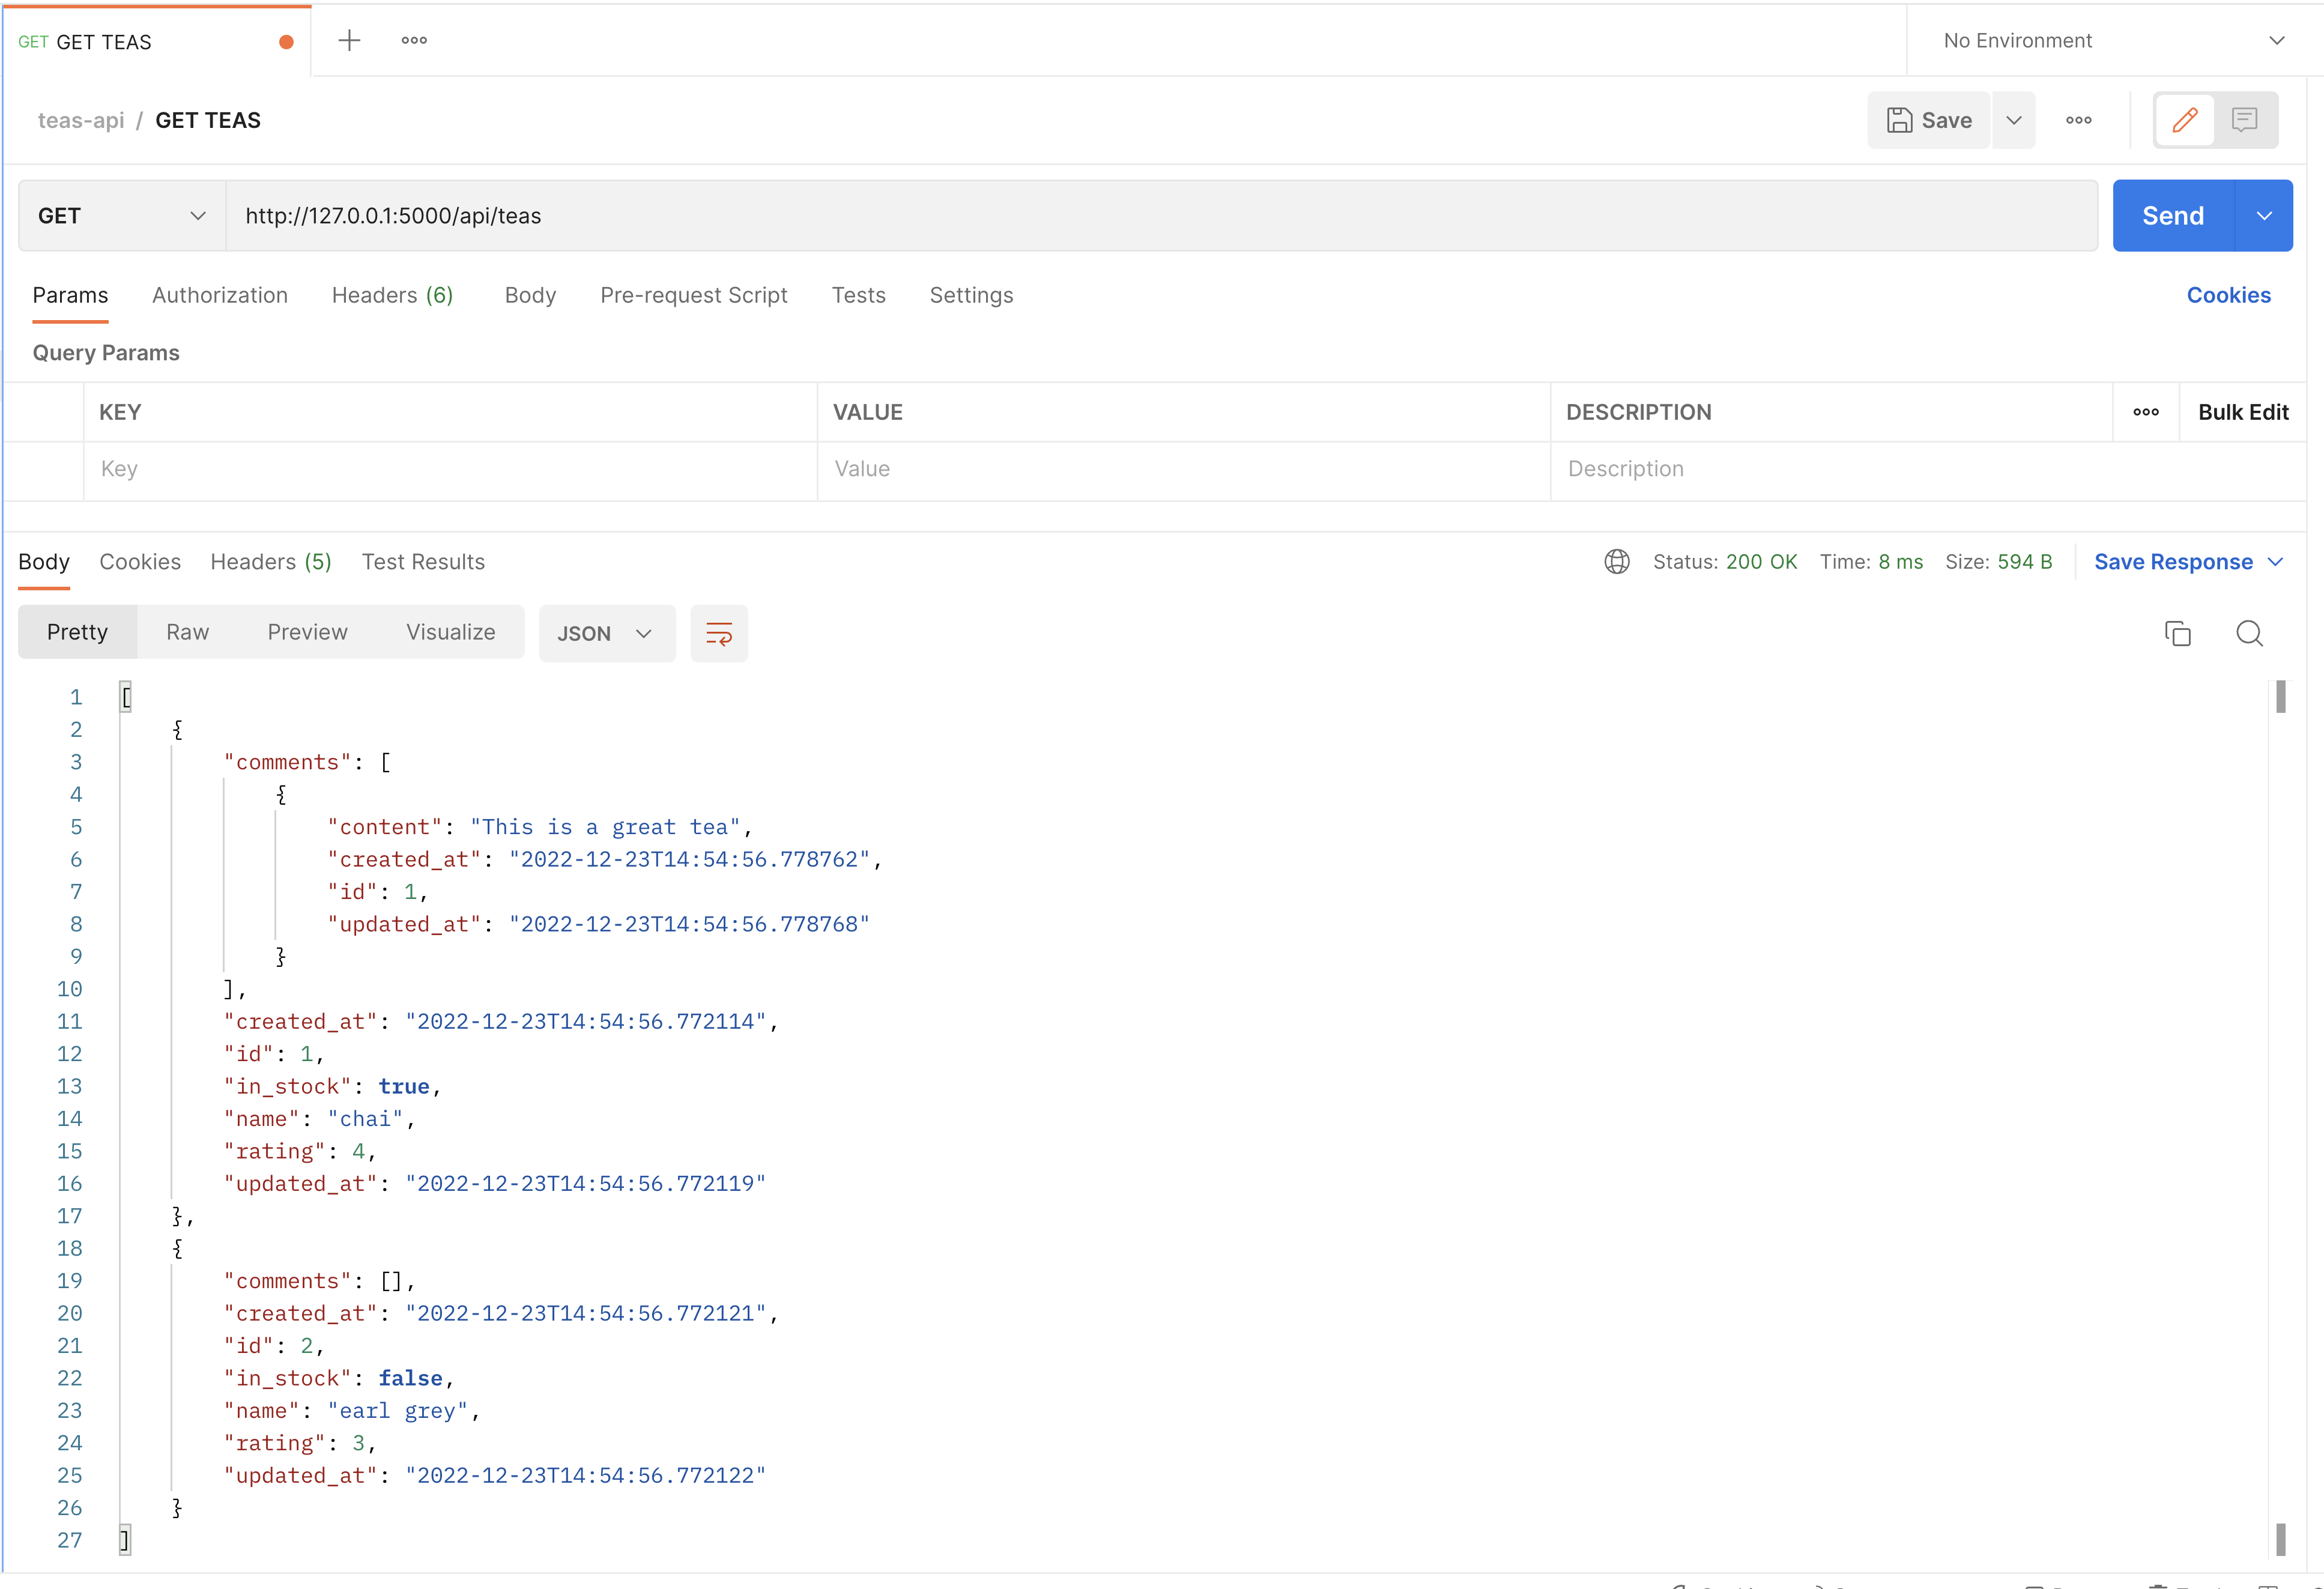 GET GET TEAS
No Environment
teas-api / GET TEAS
Save
GET
http://127.0.0.1:5000/api/teas
Send
Params Authorization Headers (6) Body Pre-request Script Tests Settings Cookies
Query Params
KEY VALUE DESCRIPTION Bulk Edit
Key Value Description
Body Cookies Headers (5) Test Results Status: 200 OK Time: 8 ms Size: 594 B Save Response
Pretty Raw Preview Visualize JSON
1 [
2 {
3 "comments": [
4 {
5 "content": "This is a great tea",
6 "created_at": "2022-12-23T14:54:56.778762",
7 "id": 1,
8 "updated_at": "2022-12-23T14:54:56.778768"
9 }
10 ],
11 "created_at": "2022-12-23T14:54:56.772114",
12 "id": 1,
13 "in_stock": true,
14 "name": "chai",
15 "rating": 4,
16 "updated_at": "2022-12-23T14:54:56.772119"
17 },
18 {
19 "comments": [],
20 "created_at": "2022-12-23T14:54:56.772121",
21 "id": 2,
22 "in_stock": false,
23 "name": "earl grey",
24 "rating": 3,
25 "updated_at": "2022-12-23T14:54:56.772122"
26 }
27 ]